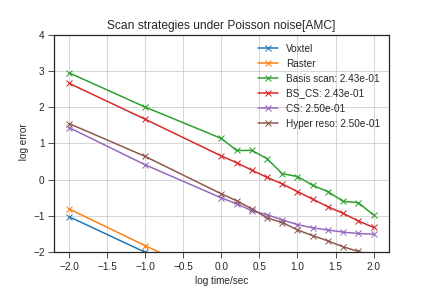 Scan strategies under Poisson noise[AMC]
Voxtel
Raster
Basis scan: 2.43e-01
BS_CS: 2.43e-01
CS: 2.50e-01
Hyper reso: 2.50e-01
log error
4
3
2
1
0
−1
−2
−2.0 −1.5 −1.0 −0.5 0.0 0.5 1.0 1.5 2.0
log time/sec